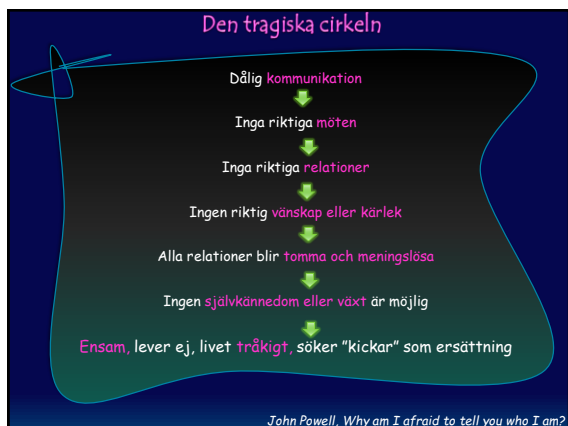 Den tragiska cirkeln
Dålig kommunikation
Inga riktiga möten
Inga riktiga relationer
Ingen riktig vänskap eller kärlek
Alla relationer blir tomma och meningslösa
Ingen självkännedom eller växt är möjlig
Ensam, lever ej, livet tråkigt, söker ”kickar” som ersättning
John Powell, Why am I afraid to tell you who I am?